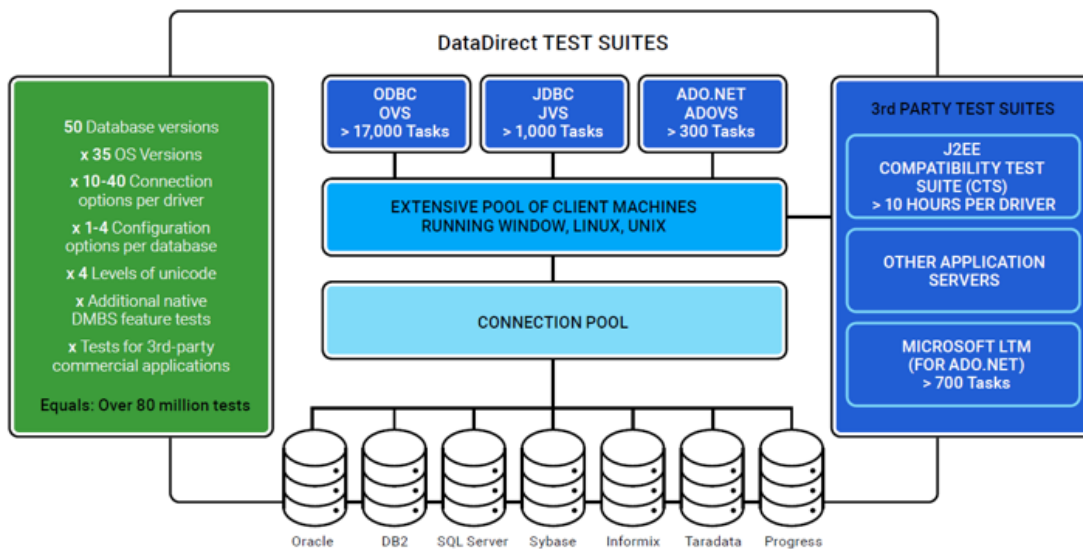 DataDirect TEST SUITES
50 Database versions
x 35 OS Versions
x 10-40 Connection
options per driver
x 1-4 Configuration
options per database
x 4 Levels of unicode
x Additional native
DMBS feature tests
x Tests for 3rd-party
commercial applications
Equals: Over 80 million tests
ODBC
OVS
> 17,000 Tasks
JDBC
JVS
> 1,000 Tasks
ADO.NET
ADOVS
> 300 Tasks
EXTENSIVE POOL OF CLIENT MACHINES
RUNNING WINDOW, LINUX, UNIX
CONNECTION POOL
3rd PARTY TEST SUITES
J2EE
COMPATIBILITY TEST
SUITE (CTS)
> 10 HOURS PER DRIVER
OTHER APPLICATION
SERVERS
MICROSOFT LTM
(FOR ADO.NET)
> 700 Tasks
Oracle
DB2
SQL Server
Sybase
Informix
Taradata
Progress